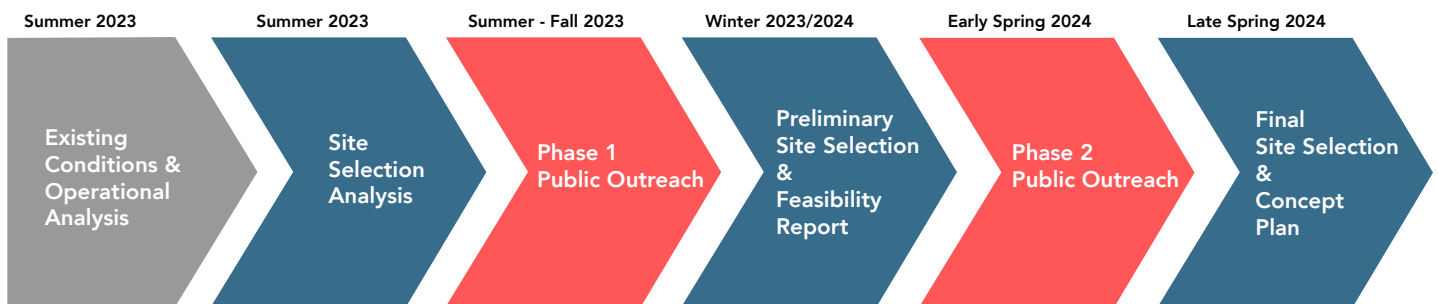 Summer 2023
Existing
Conditions &
Operational
Analysis
Summer 2023
Site
Selection
Analysis
Summer - Fall 2023
Phase 1
Public Outreach
Winter 2023/2024
Preliminary
Site Selection
&
Feasibility
Report
Early Spring 2024
Phase 2
Public Outreach
Late Spring 2024
Final
Site Selection
&
Concept
Plan